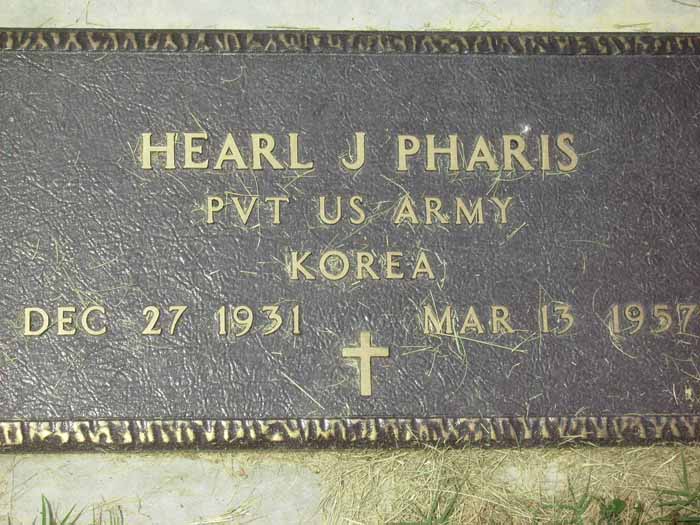 HEARL J PHARIS
PVT US ARMY
KOREA
DEC 27 1931 MAR 13 1957